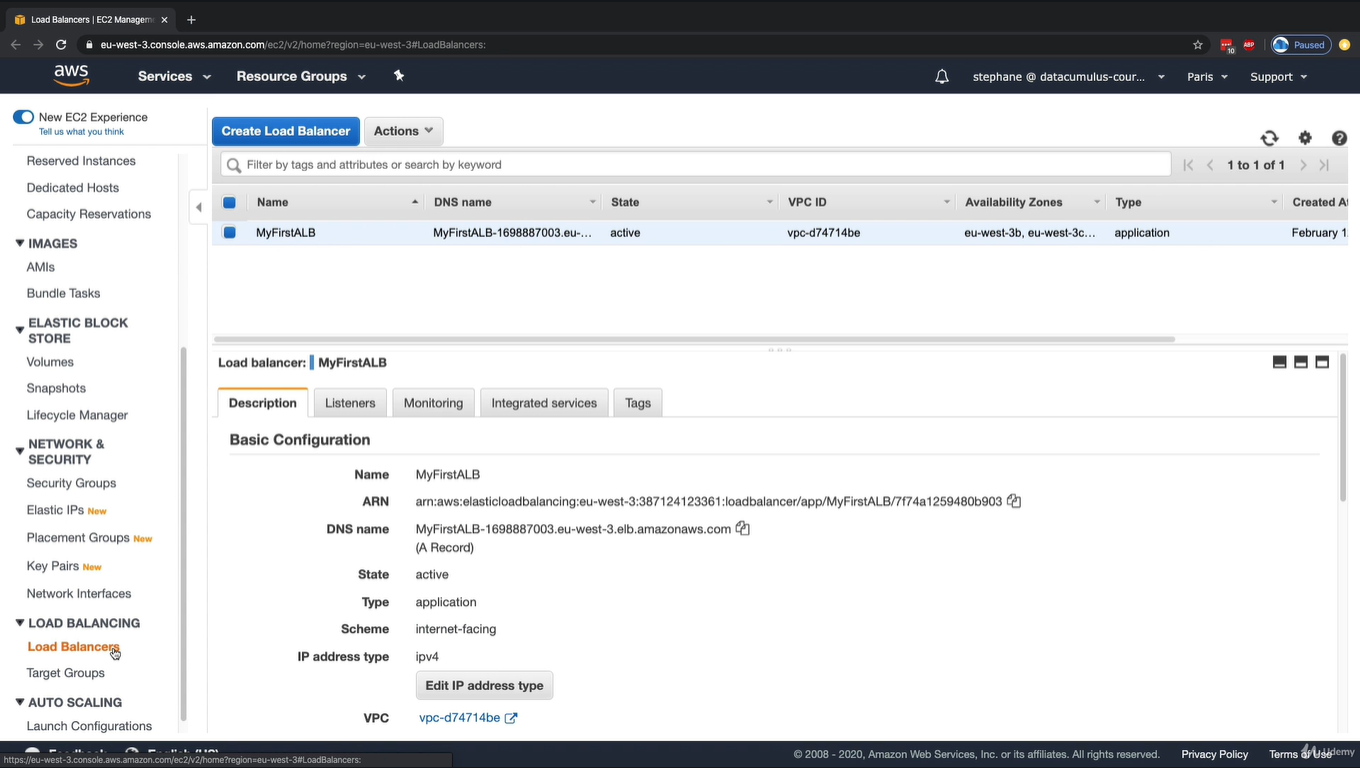 Load Balancers | EC2 Managem
eu-west-3.console.aws.amazon.com/ec2/v2/home?region=eu-west-3#LoadBalancers:
10
ABP
Paused
aws
Services
Resource Groups
stephane @ datacumulus-cour...
Paris
Support
New EC2 Experience
Tell us what you think
Reserved Instances
Dedicated Hosts
Capacity Reservations
IMAGES
AMIs
Bundle Tasks
ELASTIC BLOCK
STORE
Volumes
Snapshots
Lifecycle Manager
NETWORK &
SECURITY
Security Groups
Elastic IPs New
Placement Groups New
Key Pairs New
Network Interfaces
LOAD BALANCING
Load Balancers
Target Groups
AUTO SCALING
Launch Configurations
Create Load Balancer
Actions
Filter by tags and attributes or search by keyword
1 to 1 of 1
Name DNS name State VPC ID Availability Zones Type Created At
MyFirstALB MyFirstALB-1698887003.eu-... active vpc-d74714be eu-west-3b, eu-west-3c... application February 1
Load balancer: MyFirstALB
Description Listeners Monitoring Integrated services Tags
Basic Configuration
Name MyFirstALB
ARN arn:aws:elasticloadbalancing:eu-west-3:387124123361:loadbalancer/app/MyFirstALB/7f74a1259480b903
DNS name MyFirstALB-1698887003.eu-west-3.elb.amazonaws.com
(A Record)
State active
Type application
Scheme internet-facing
IP address type ipv4
Edit IP address type
VPC vpc-d74714be
Feedback English (US)
https://eu-west-3.console.aws.amazon.com/ec2/v2/home?region=eu-west-3#LoadBalancers:
© 2008 - 2020, Amazon Web Services, Inc. or its affiliates. All rights reserved.
Privacy Policy
Terms of Use
Udemy